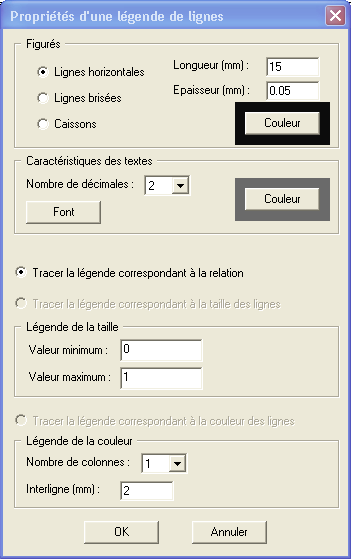 Propriétés d'une légende de lignes
Figurés
Lignes horizontales
Longueur (mm) : 15
Lignes brisées
Epaisseur (mm) : 0.05
Caissons
Couleur
Caractéristiques des textes
Nombre de décimales : 2
Couleur
Font
Tracer la légende correspondant à la relation
Tracer la légende correspondant à la taille des lignes
Légende de la taille
Valeur minimum : 0
Valeur maximum : 1
Tracer la légende correspondant à la couleur des lignes
Légende de la couleur
Nombre de colonnes : 1
Interligne (mm) : 2
OK Annuler